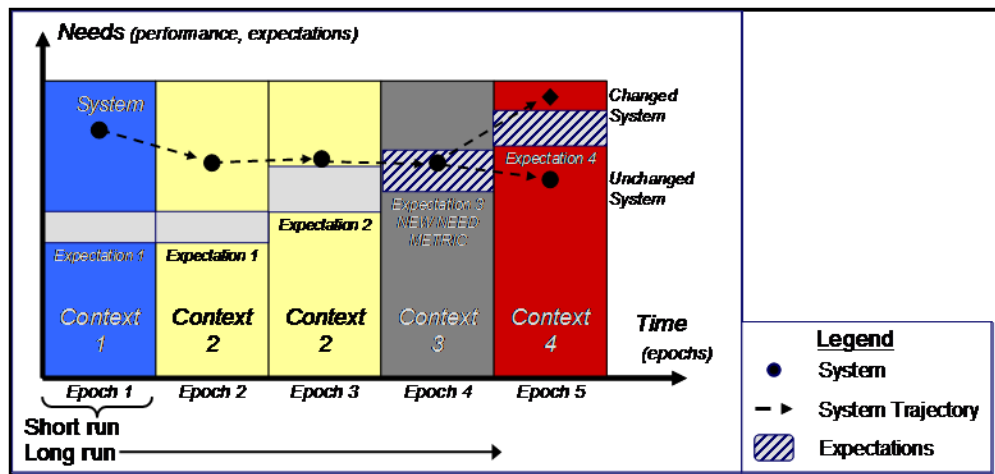 Needs (performance, expectations)
System
Changed
System
Expectation 4
Unchanged
System
Expectation 3
NEW NEED
METRIC
Expectation 2
Expectation 1
Expectation 1
Context
1
Context
2
Context
2
Context
3
Context
4
Time
(epochs)
Epoch 1
Epoch 2
Epoch 3
Epoch 4
Epoch 5
Short run
Long run
Legend
System
System Trajectory
Expectations